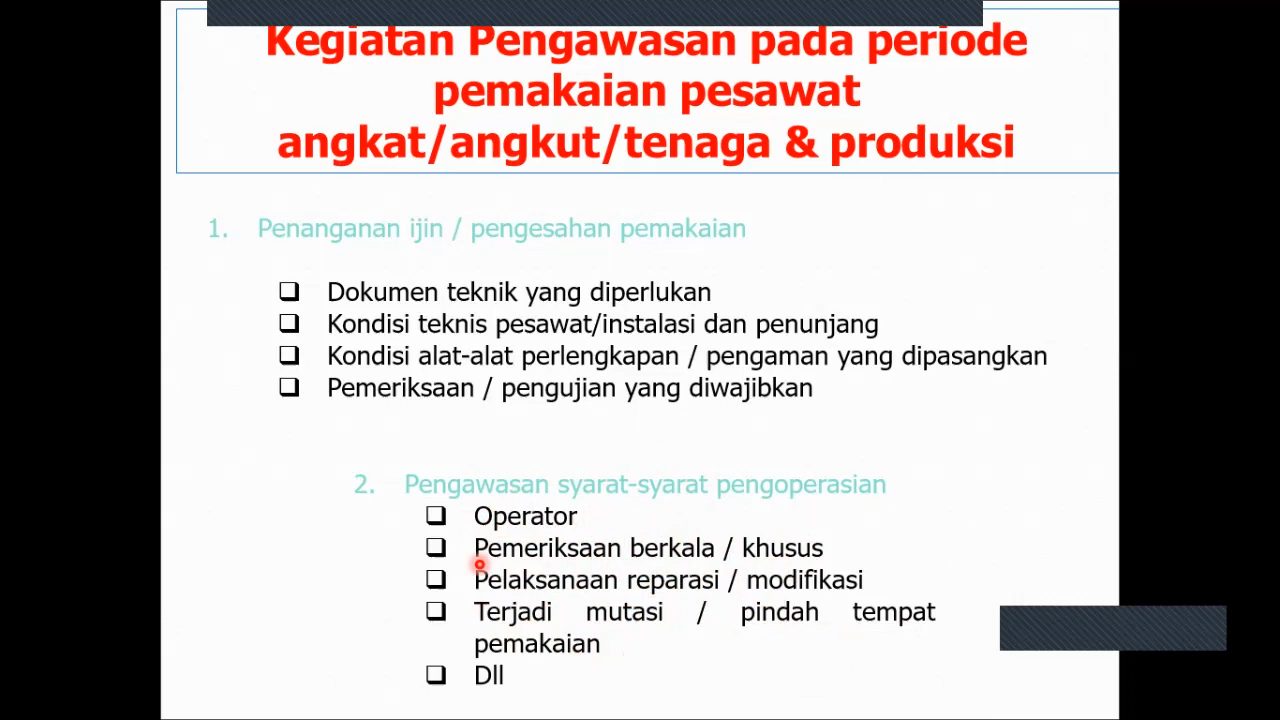 Kegiatan Pengawasan pada periode
pemakaian pesawat
angkat/angkut/tenaga & produksi
1. Penanganan ijin / pengesahan pemakaian
❑ Dokumen teknik yang diperlukan
❑ Kondisi teknis pesawat/instalasi dan penunjang
❑ Kondisi alat-alat perlengkapan / pengaman yang dipasangkan
❑ Pemeriksaan / pengujian yang diwajibkan
2. Pengawasan syarat-syarat pengoperasian
❑ Operator
❑ Pemeriksaan berkala / khusus
❑ Pelaksanaan reparasi / modifikasi
❑ Terjadi mutasi / pindah tempat
pemakaian
❑ Dll